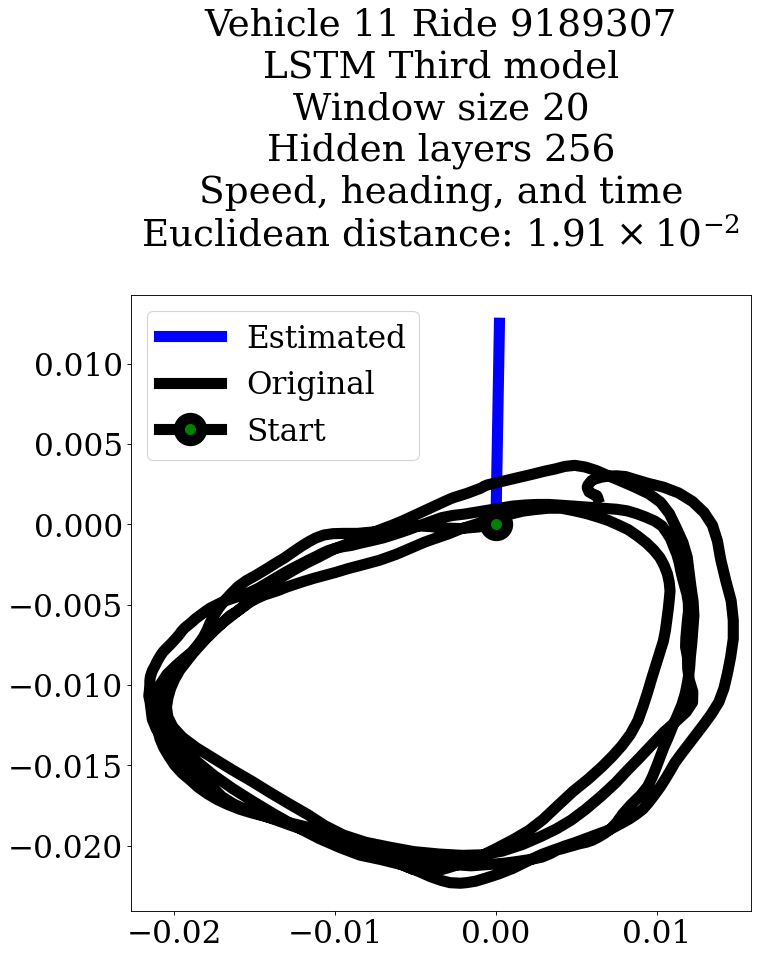 Vehicle 11 Ride 9189307
LSTM Third model
Window size 20
Hidden layers 256
Speed, heading, and time
Euclidean distance: 1.91 × 10⁻²
Estimated
Original
Start
0.010
0.005
0.000
−0.005
−0.010
−0.015
−0.020
−0.02 −0.01 0.00 0.01